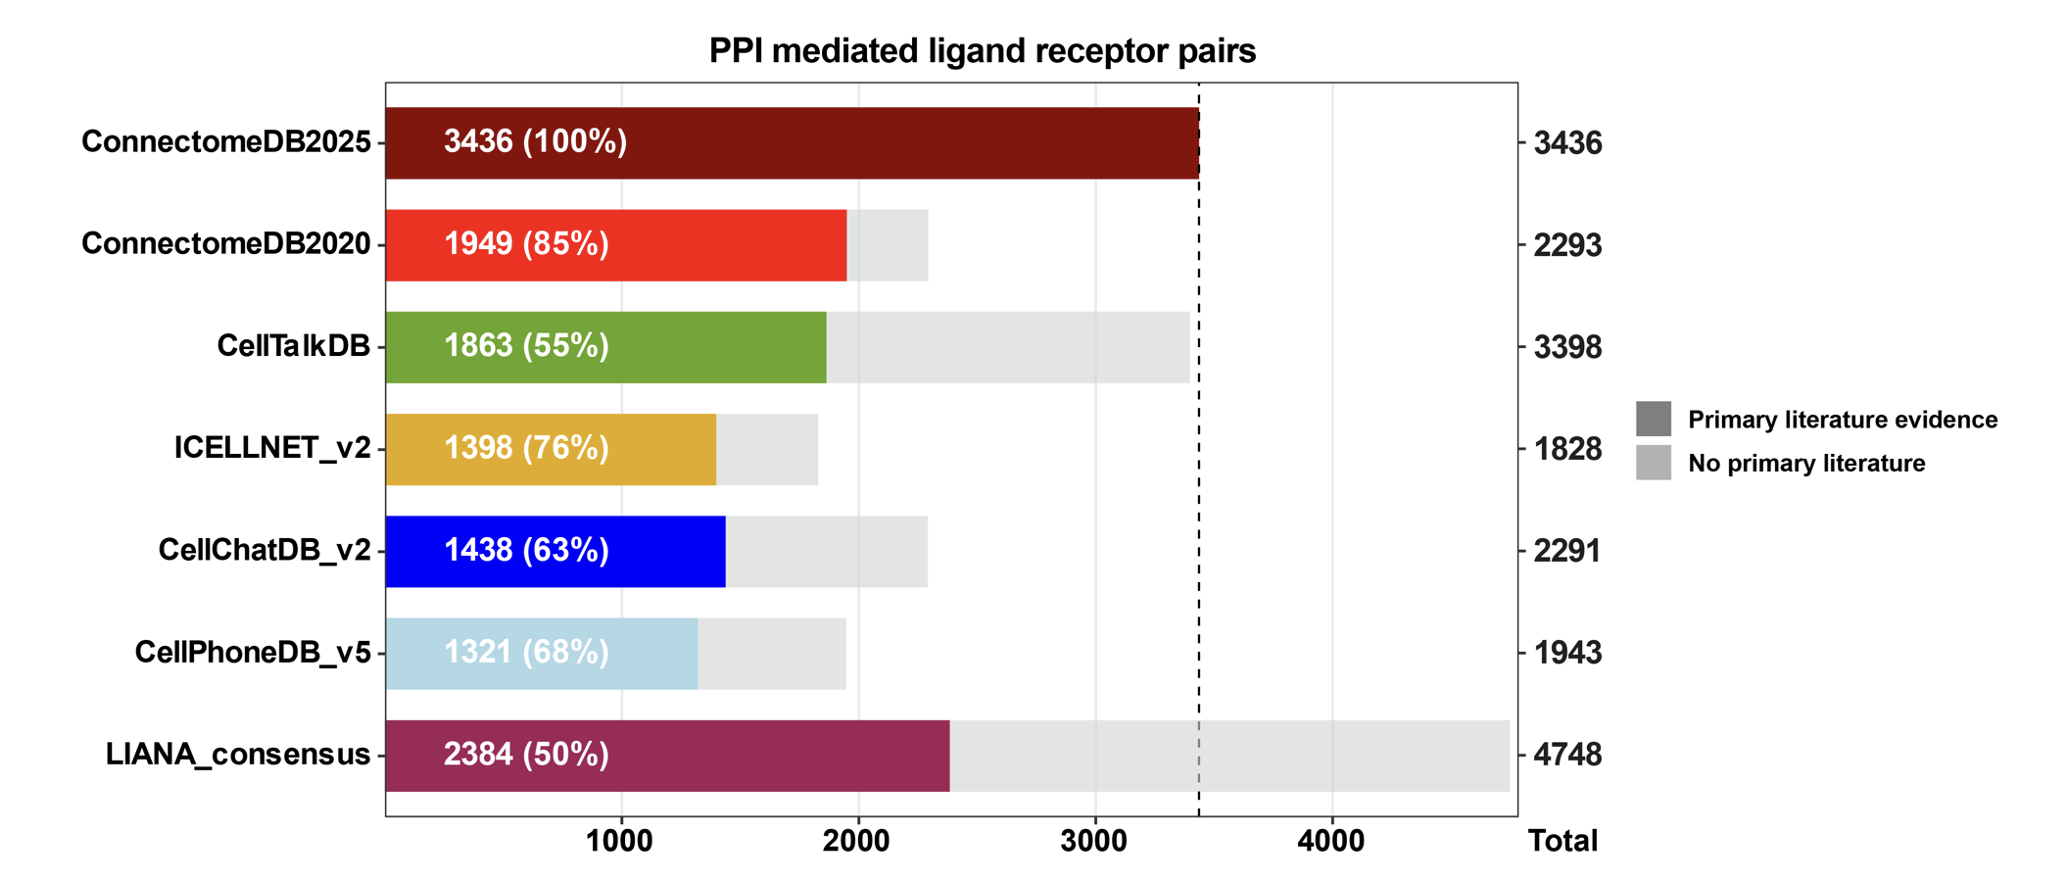 PPI mediated ligand receptor pairs
ConnectomeDB2025 3436 (100%) 3436
ConnectomeDB2020 1949 (85%) 2293
CellTalkDB 1863 (55%) 3398
ICELLNET_v2 1398 (76%) 1828
CellChatDB_v2 1438 (63%) 2291
CellPhoneDB_v5 1321 (68%) 1943
LIANA_consensus 2384 (50%) 4748
1000 2000 3000 4000 Total
Primary literature evidence
No primary literature